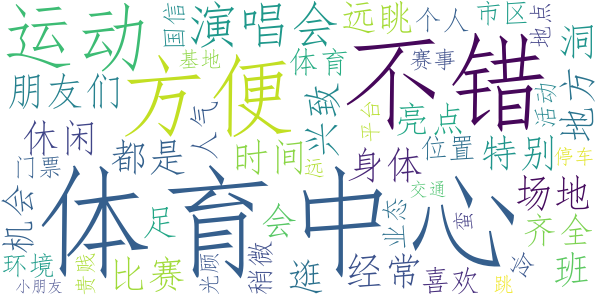 运动
国信
演唱会
远眺
个人
市区
地点
洞
基地
体育
赛事
朋友们
方便
不错
兴致
亮点
平台
活动
地方
休闲
人气
门票
都是
时间
远
身体
位置
特别
停车
机会
体育中心
足
会
交通
业态
蛮
场地
齐全
冷
环境
贵贱
比赛
光顾
稍微
逛
经常
喜欢
跳
班
小朋友